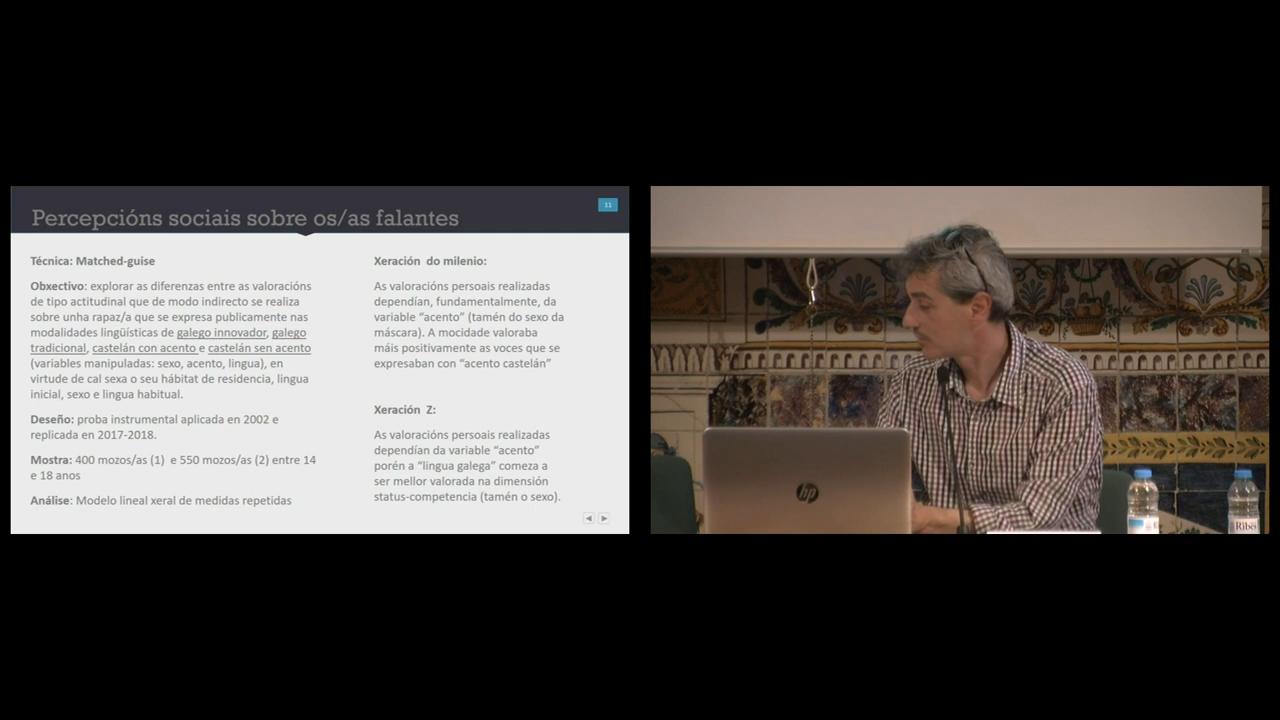 Percepcións sociais sobre os/as falantes
11
Técnica: Matched-guise
Obxectivo: explorar as diferenzas entre as valoracións
de tipo actitudinal que de modo indirecto se realiza
sobre unha rapaz/a que se expresa publicamente nas
modalidades lingüísticas de galego innovador, galego
tradicional, castelán con acento e castelán sen acento
(variables manipuladas: sexo, acento, lingua), en
virtude de cal sexa o seu hábitat de residencia, lingua
inicial, sexo e lingua habitual.
Deseño: proba instrumental aplicada en 2002 e
replicada en 2017-2018.
Mostra: 400 mozos/as (1) e 550 mozos/as (2) entre 14
e 18 anos
Análise: Modelo lineal xeral de medidas repetidas
Xeración do milenio:
As valoracións persoais realizadas
dependían, fundamentalmente, da
variable “acento” (tamén do sexo da
máscara). A mocidade valoraba
máis positivamente as voces que se
expresaban con “acento castelán”
Xeración Z:
As valoracións persoais realizadas
dependían da variable “acento”
porén a “lingua galega” comeza a
ser mellor valorada na dimensión
status-competencia (tamén o sexo).
hp
Ribo